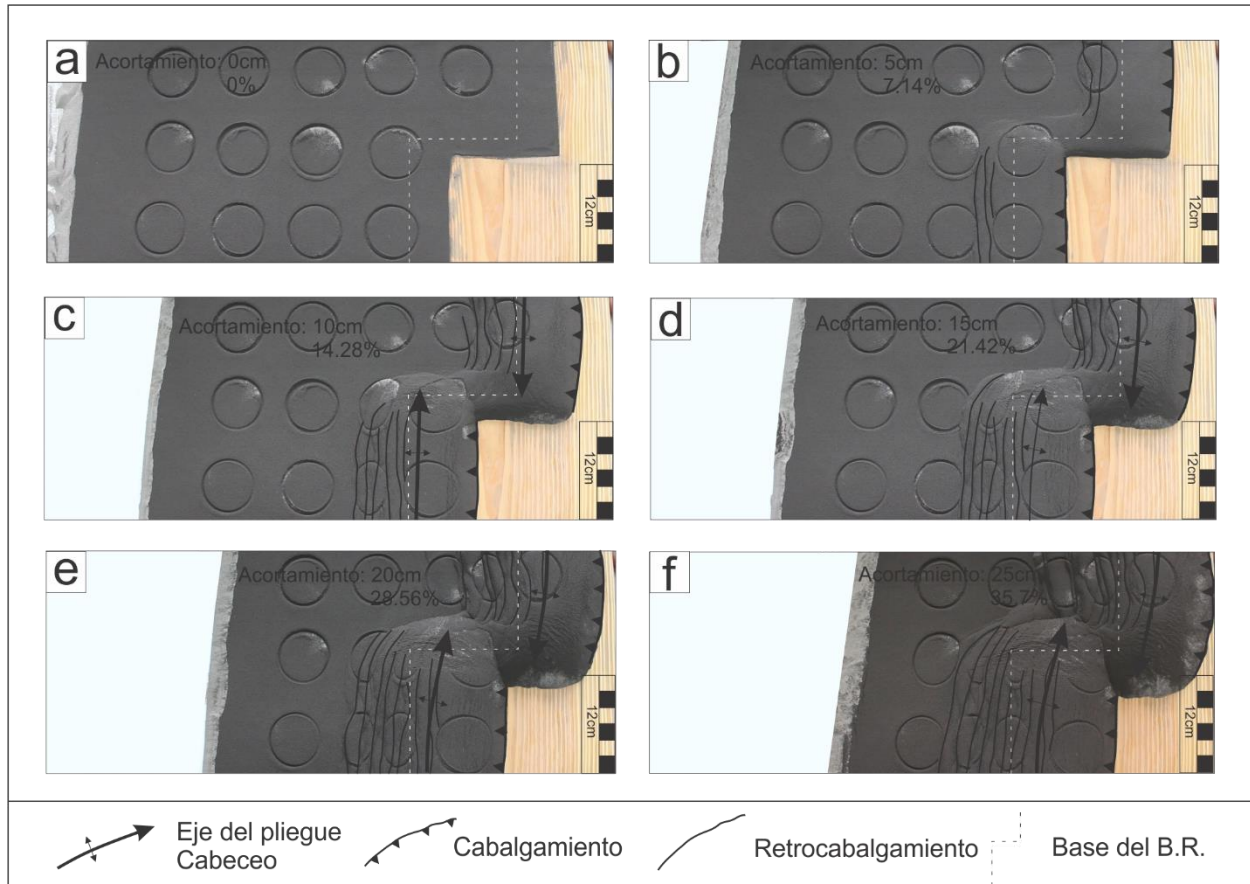 a
Acortamiento: 0cm
0%
12cm
b
Acortamiento: 5cm
7.14%
12cm
c
Acortamiento: 10cm
14.28%
12cm
d
Acortamiento: 15cm
21.42%
12cm
e
Acortamiento: 20cm
28.56%
12cm
f
Acortamiento: 25cm
35.7%
12cm
Eje del pliegue
Cabeceo
Cabalgamiento
Retrocabalgamiento
Base del B.R.